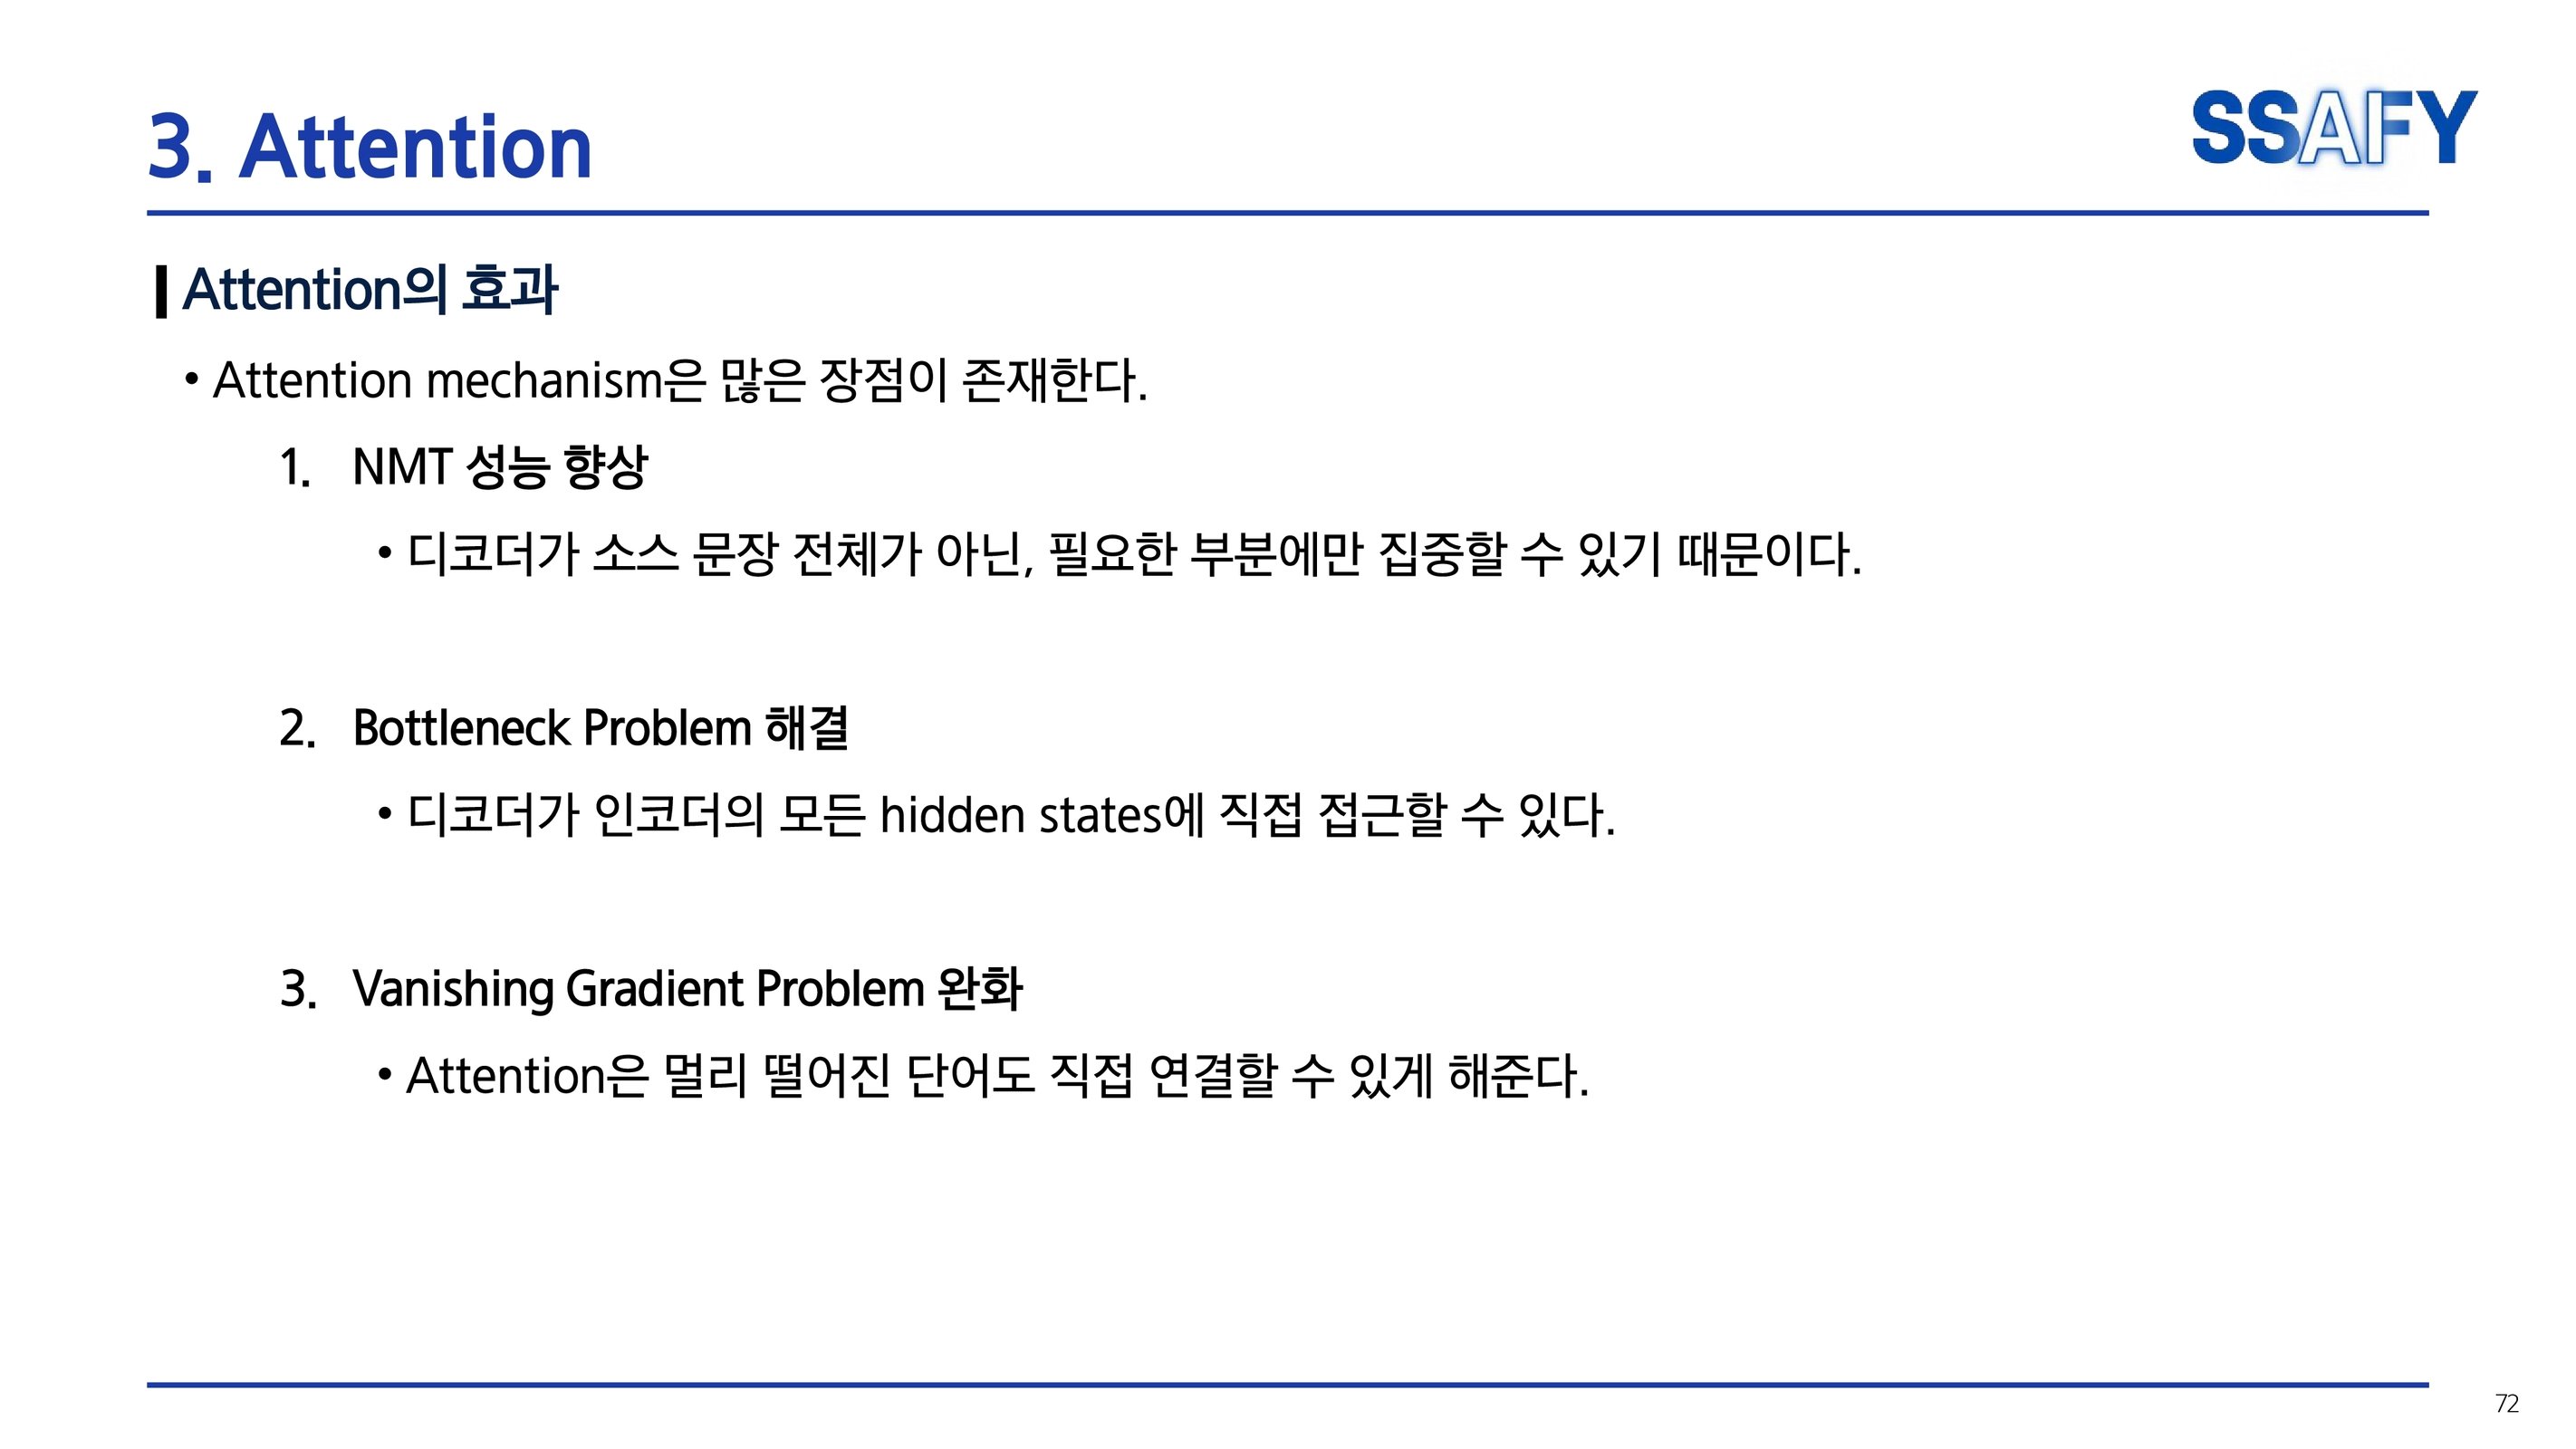 3. Attention
SSAFY
Attention의 효과
• Attention mechanism은 많은 장점이 존재한다.
1. NMT 성능 향상
• 디코더가 소스 문장 전체가 아닌, 필요한 부분에만 집중할 수 있기 때문이다.
2. Bottleneck Problem 해결
• 디코더가 인코더의 모든 hidden states에 직접 접근할 수 있다.
3. Vanishing Gradient Problem 완화
• Attention은 멀리 떨어진 단어도 직접 연결할 수 있게 해준다.
72